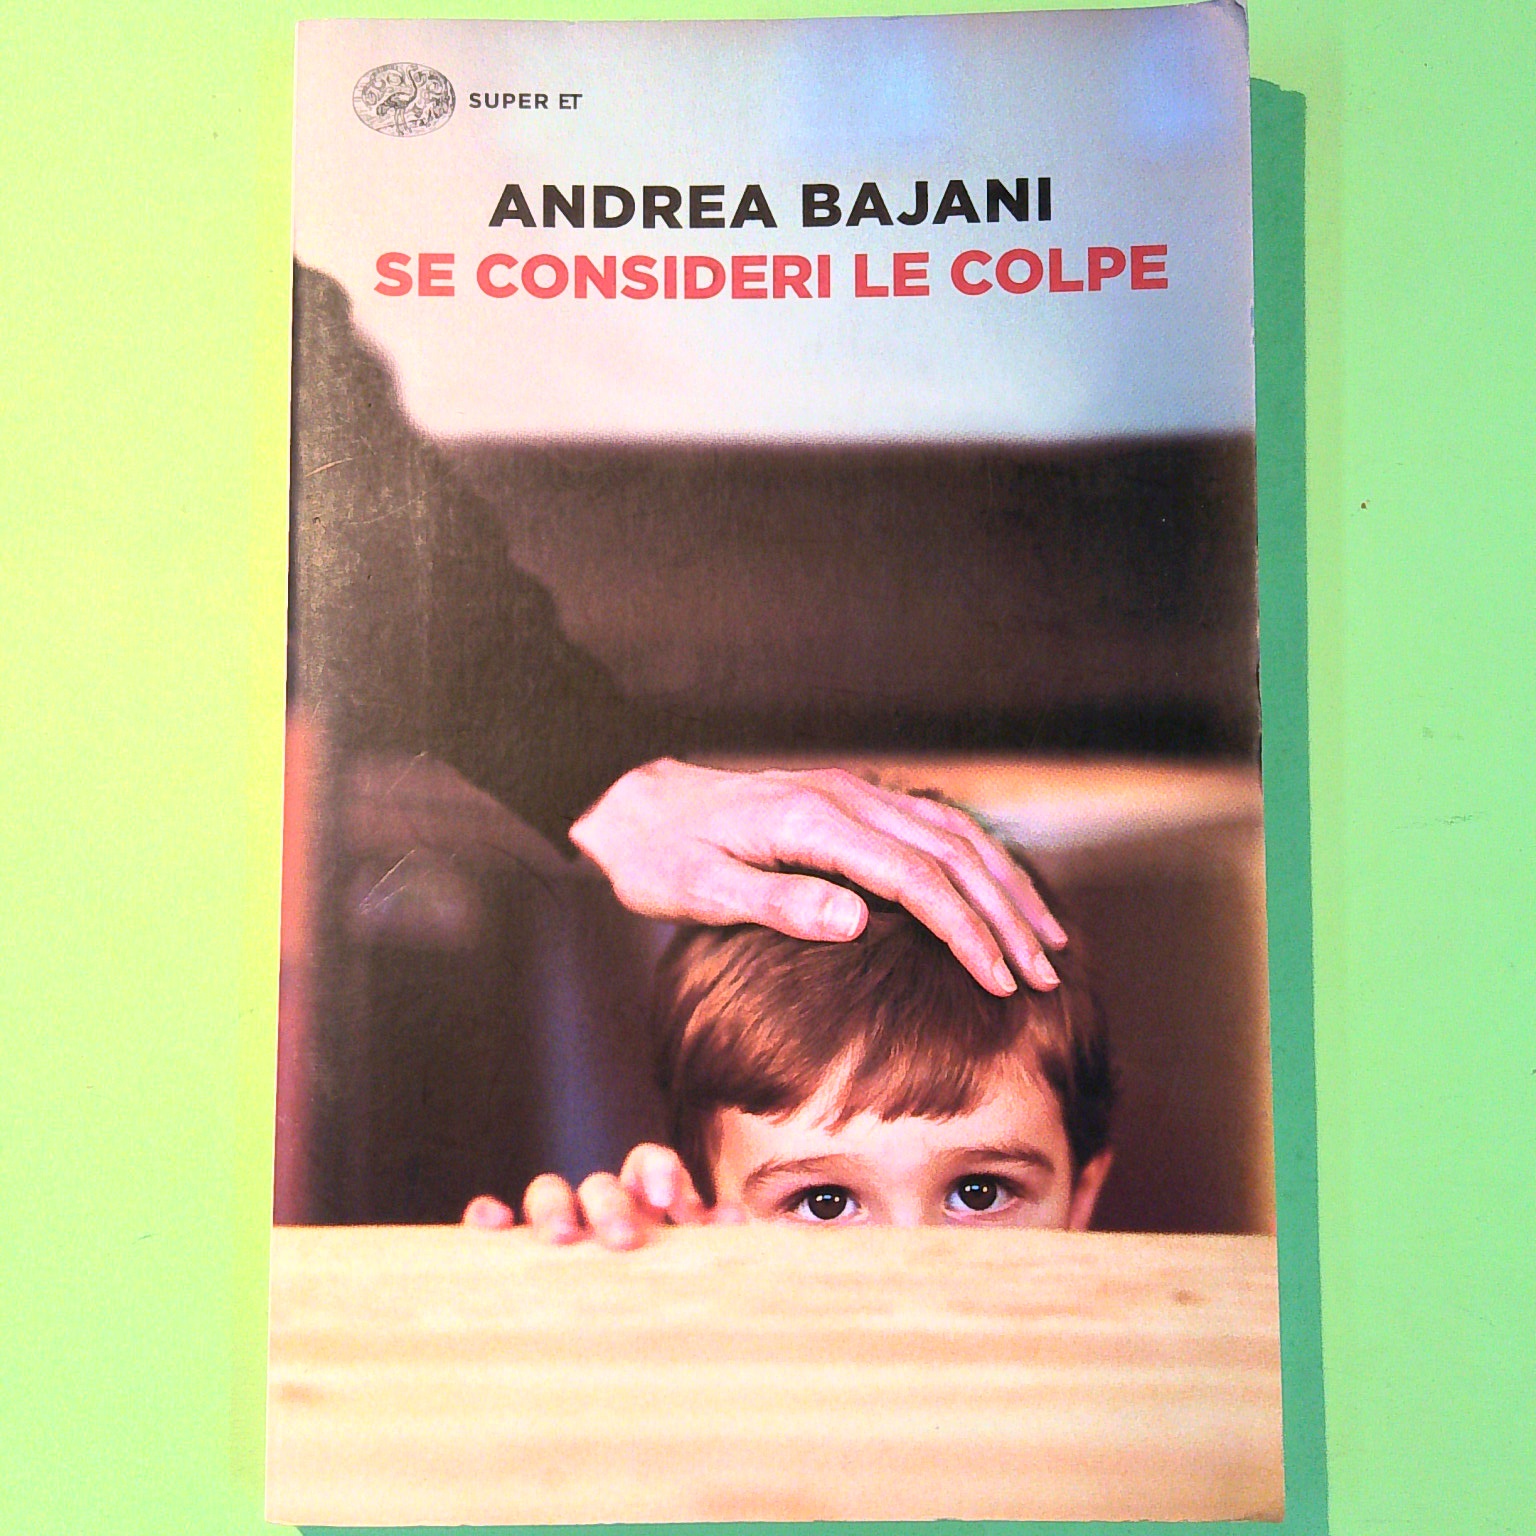 SUPER ET
ANDREA BAJANI
SE CONSIDERI LE COLPE